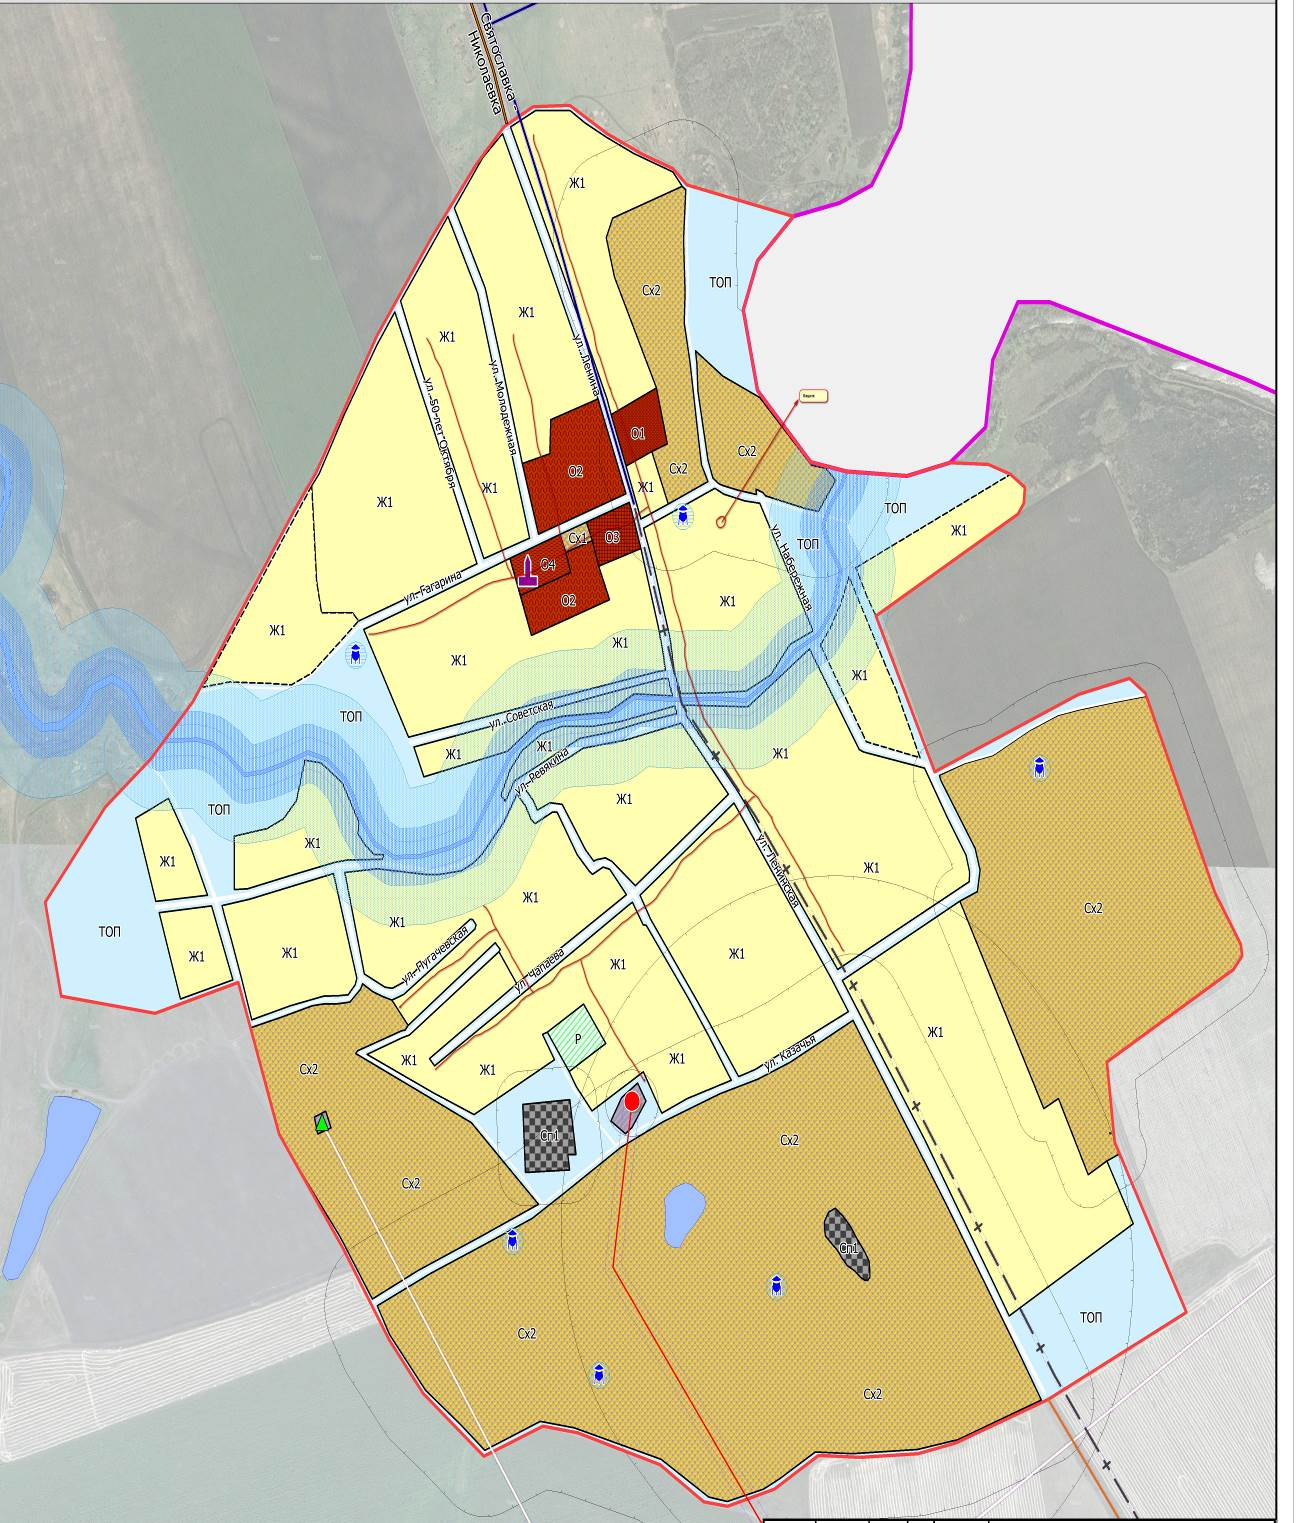 Святославка -
Николаевка
Ж1
Сх2
ТОП
Ж1
Ж1
ул. Ленина
ул. Молодежная
ул. 50-лет Октября
О1
О2
Сх2
Сх2
Ж1
Ж1
Ж1
ТОП
Ж1
Сх1
О3
ТОП
ул. Набережная
О4
ул. Гагарина
О2
Ж1
Ж1
Ж1
Ж1
Ж1
ТОП
ул. Советская
Ж1
Ж1
Ж1
ул. Ревякина
ТОП
Ж1
Ж1
Ж1
ул. Ленинская
Ж1
Ж1
Ж1
Сх2
ТОП
Ж1
Ж1
ул. Пугачевская
ул. Чапаева
Ж1
Ж1
Ж1
Р
ул. Казачья
Ж1
Ж1
Ж1
Сх2
Сп1
Сх2
Сх2
Сп1
ТОП
Сх2
Сх2